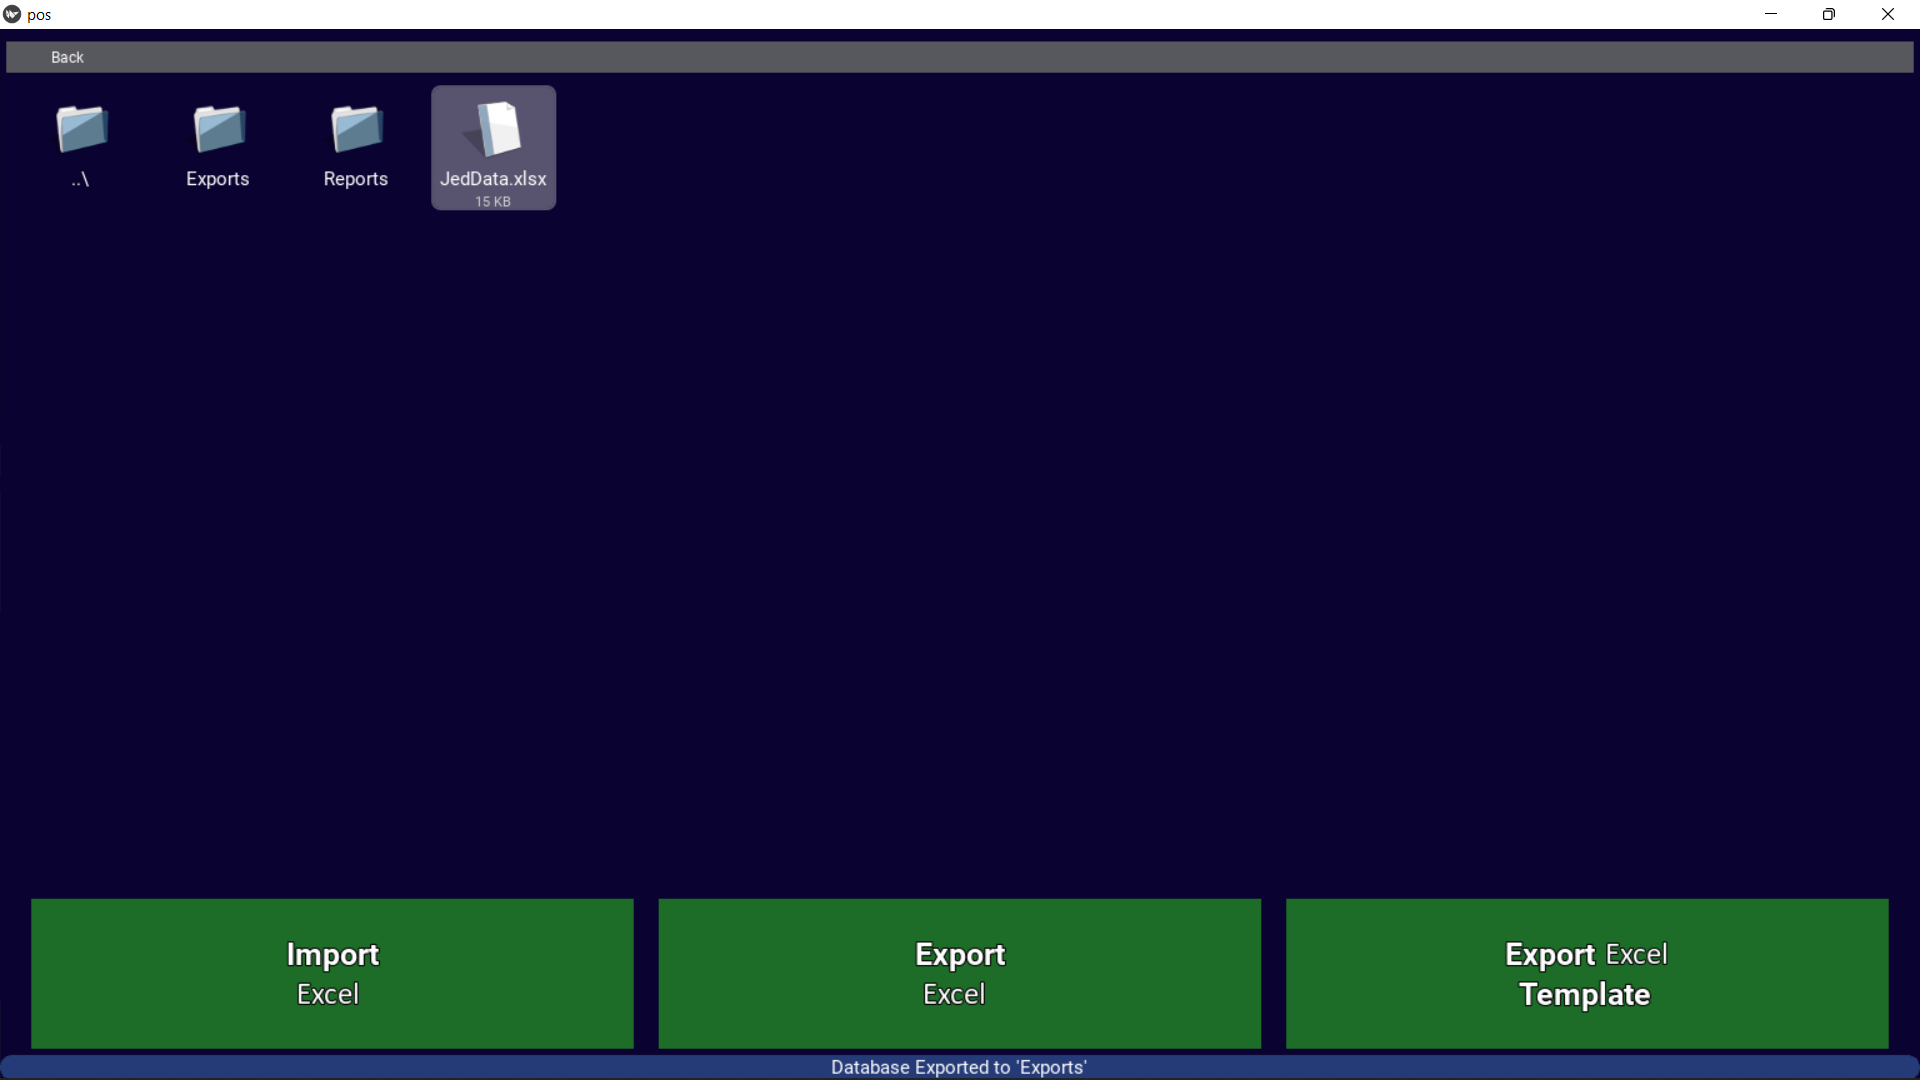 pos
Back
..\
Exports
Reports
JedData.xlsx
15 KB
Import
Excel
Export
Excel
Export Excel
Template
Database Exported to 'Exports'